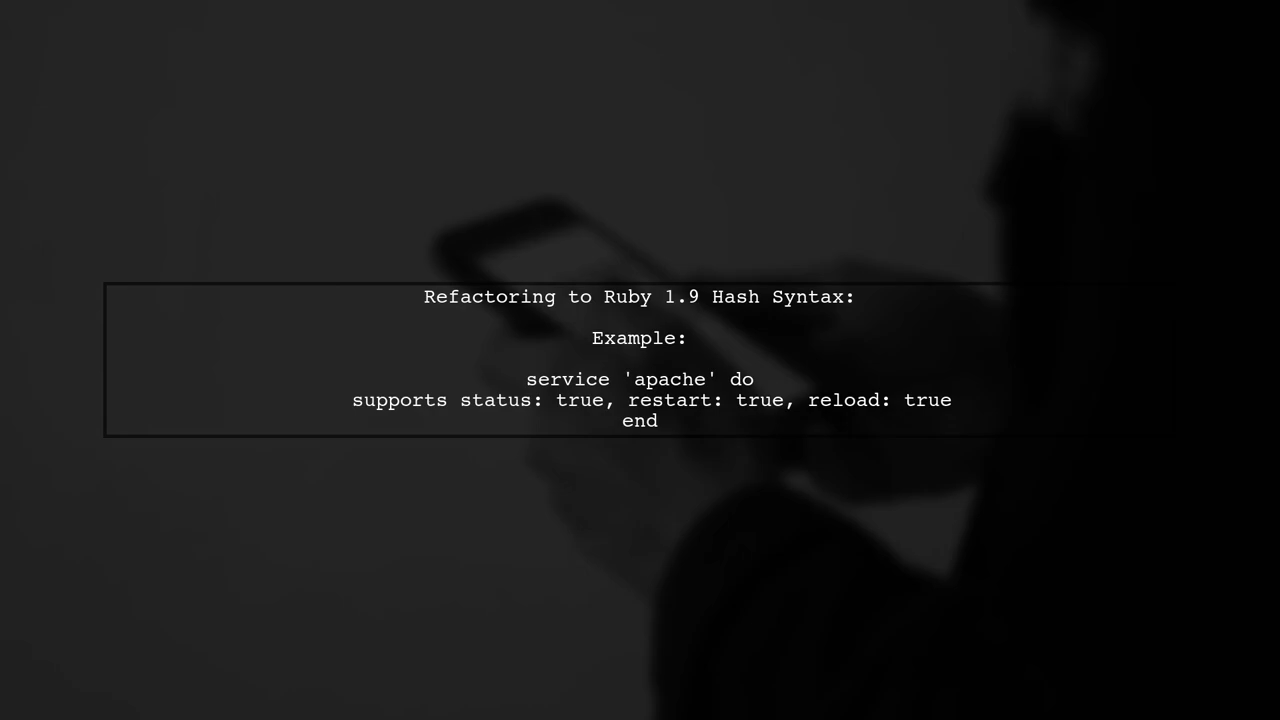 Refactoring to Ruby 1.9 Hash Syntax:
Example:
service 'apache' do
supports status: true, restart: true, reload: true
end